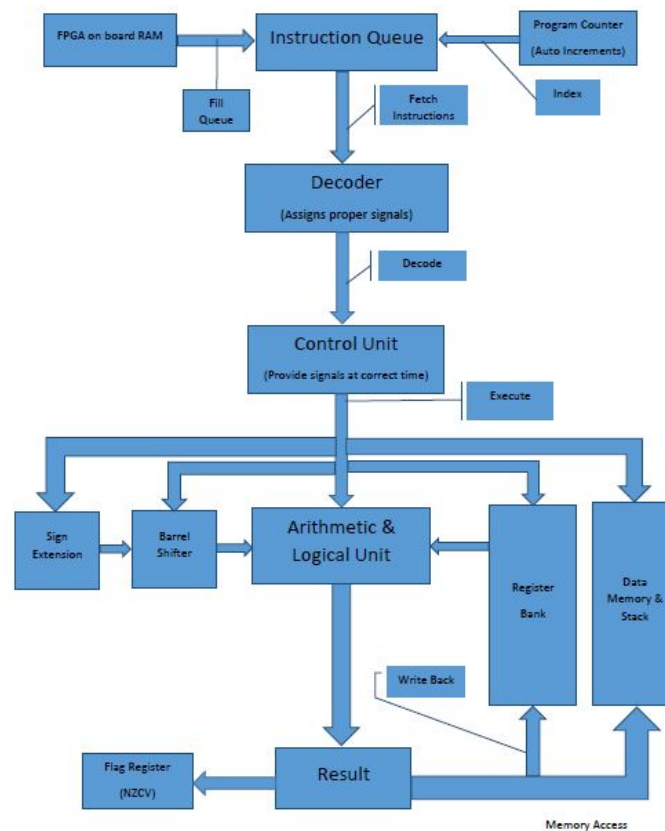 FPGA on board RAM
Instruction Queue
Program Counter
(Auto Increments)
Fill
Queue
Fetch
Instructions
Index
Decoder
(Assigns proper signals)
Decode
Control Unit
(Provide signals at correct time)
Execute
Sign
Extension
Barrel
Shifter
Arithmetic &
Logical Unit
Register
Bank
Data
Memory &
Stack
Write Back
Flag Register
(NZCV)
Result
Memory Access